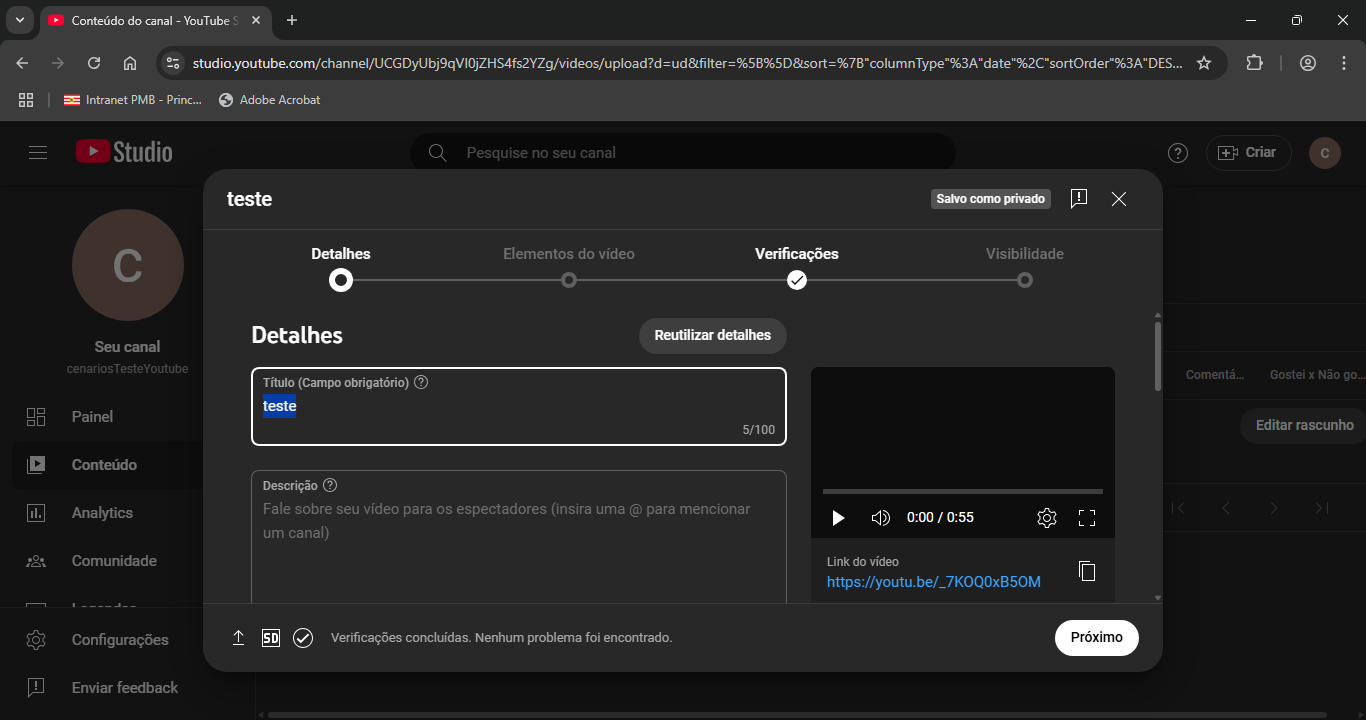 Conteúdo do canal - YouTube S
studio.youtube.com/channel/UCGDyUbj9qVI0jZHS4fs2YZg/videos/upload?d=ud&filter=%5B%5D&sort=%7B"columnType"%3A"date"%2C"sortOrder"%3A"DES...
Intranet PMB - Princ...
Adobe Acrobat
Studio
Pesquise no seu canal
Criar
C
teste
Salvo como privado
C
Detalhes
Elementos do vídeo
Verificações
Visibilidade
Detalhes
Reutilizar detalhes
Seu canal
cenariosTesteYoutube
Título (Campo obrigatório)
teste
5/100
Comentá...
Gostei x Não go...
Painel
Editar rascunho
Conteúdo
Descrição
Fale sobre seu vídeo para os espectadores (insira uma @ para mencionar
um canal)
Analytics
0:00 / 0:55
Comunidade
Link do vídeo
https://youtu.be/_7KOQ0xB5OM
Configurações
SD
Verificações concluídas. Nenhum problema foi encontrado.
Próximo
Enviar feedback